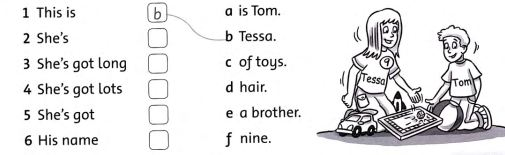 1 This is b a is Tom.
2 She's b Tessa.
3 She's got long c of toys.
4 She's got lots d hair.
5 She's got e a brother.
6 His name f nine.
9
Tessa
Tom